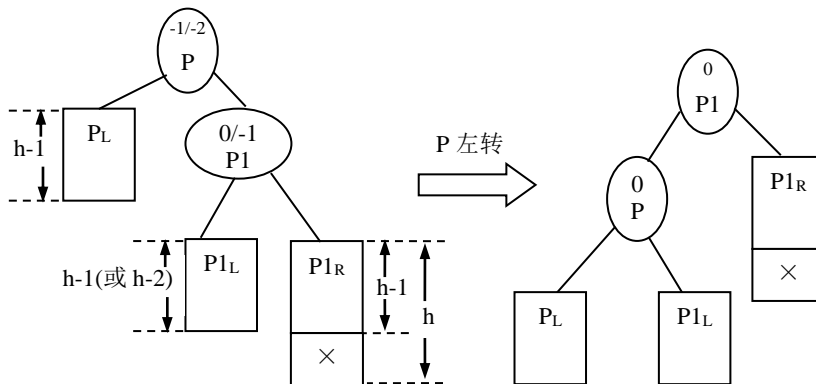 -1/-2
P
0
P1
h-1
PL
0/-1
P1
P 左转
0
P
P1R
×
h-1(或 h-2)
P1L
P1R
h-1
h
×
PL
P1L